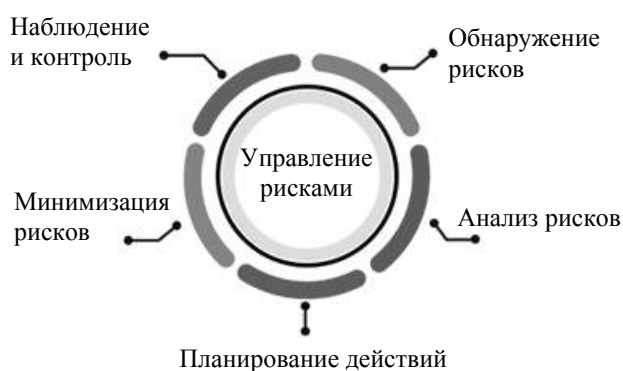 Наблюдение
и контроль
Обнаружение
рисков
Управление
рисками
Минимизация
рисков
Анализ рисков
Планирование действий